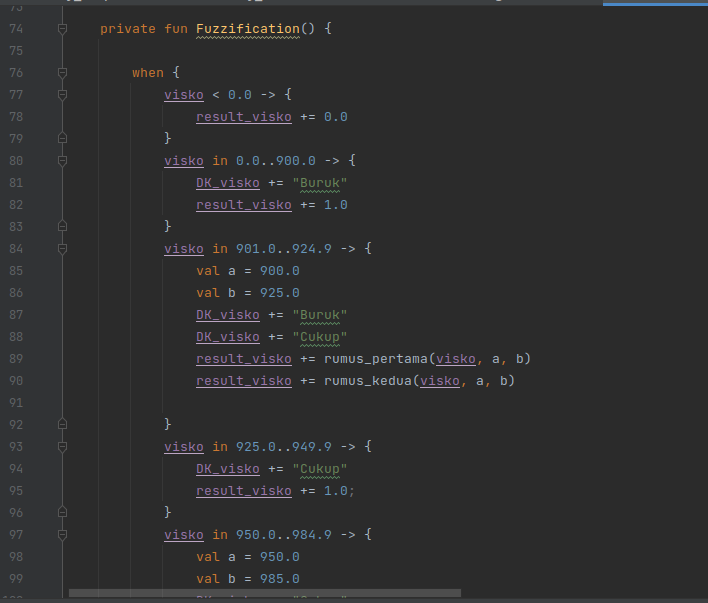 74 private fun Fuzzification() {
75
76 when {
77 visko < 0.0 -> {
78 result_visko += 0.0
79 }
80 visko in 0.0..900.0 -> {
81 DK_visko += "Buruk"
82 result_visko += 1.0
83 }
84 visko in 901.0..924.9 -> {
85 val a = 900.0
86 val b = 925.0
87 DK_visko += "Buruk"
88 DK_visko += "Cukup"
89 result_visko += rumus_pertama(visko, a, b)
90 result_visko += rumus_kedua(visko, a, b)
91
92 }
93 visko in 925.0..949.9 -> {
94 DK_visko += "Cukup"
95 result_visko += 1.0;
96 }
97 visko in 950.0..984.9 -> {
98 val a = 950.0
99 val b = 985.0